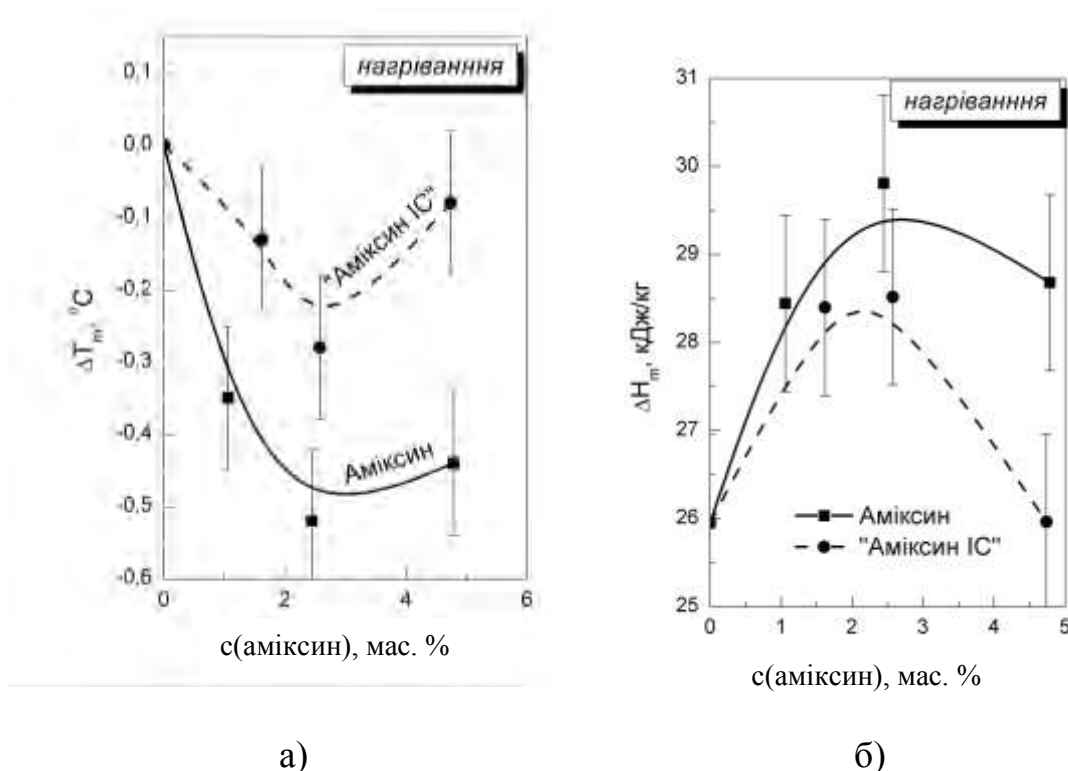 нагріванння
0,1
0,0
-0,1
-0,2
-0,3
-0,4
-0,5
-0,6
ΔTm, °C
"Аміксин ІС"
Аміксин
0 2 4 6
с(аміксин), мас. %
а)
нагріванння
31
30
29
28
27
26
25
ΔHm, кДж/кг
Аміксин
"Аміксин ІС"
0 1 2 3 4 5
с(аміксин), мас. %
б)